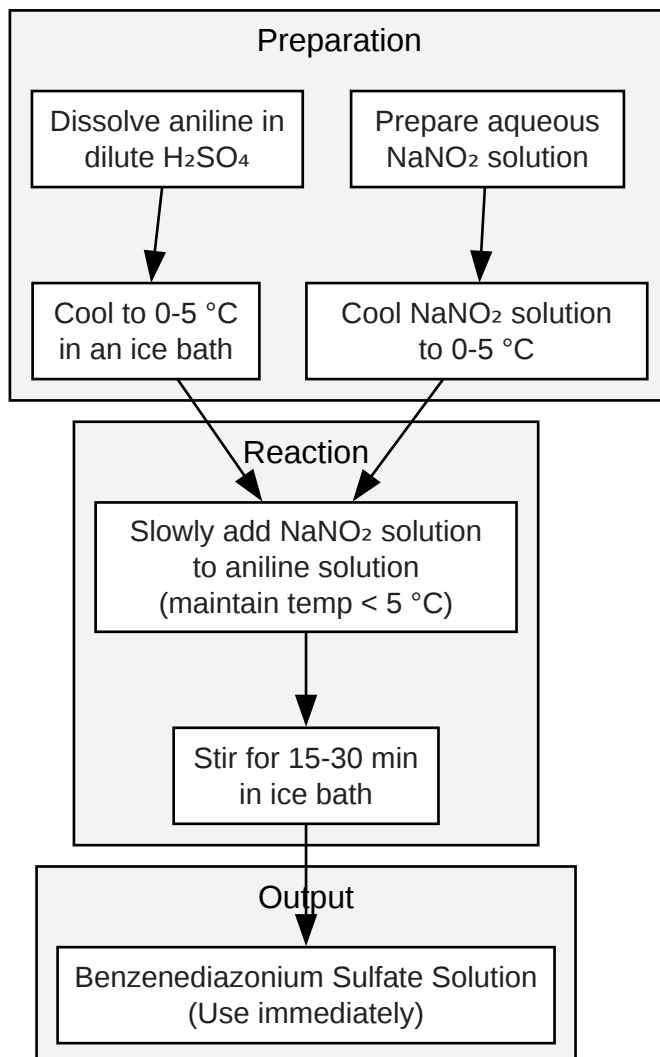 Preparation
Dissolve aniline in
dilute H₂SO₄
Prepare aqueous
NaNO₂ solution
Cool to 0-5 °C
in an ice bath
Cool NaNO₂ solution
to 0-5 °C
Reaction
Slowly add NaNO₂ solution
to aniline solution
(maintain temp < 5 °C)
Stir for 15-30 min
in ice bath
Output
Benzenediazonium Sulfate Solution
(Use immediately)